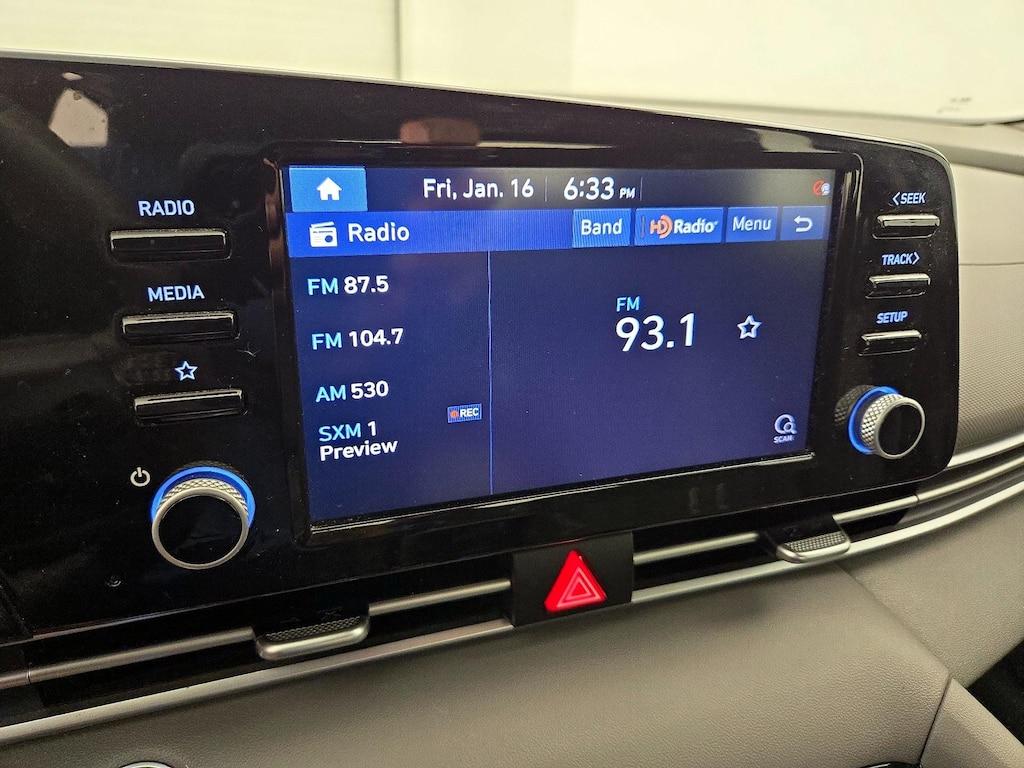 RADIO
MEDIA
Fri, Jan. 16 6:33 PM
Radio Band HD Radio Menu
FM 87.5
FM 104.7
AM 530
REC
SXM 1
Preview
FM
93.1
SCAN
<SEEK
TRACK>
SETUP